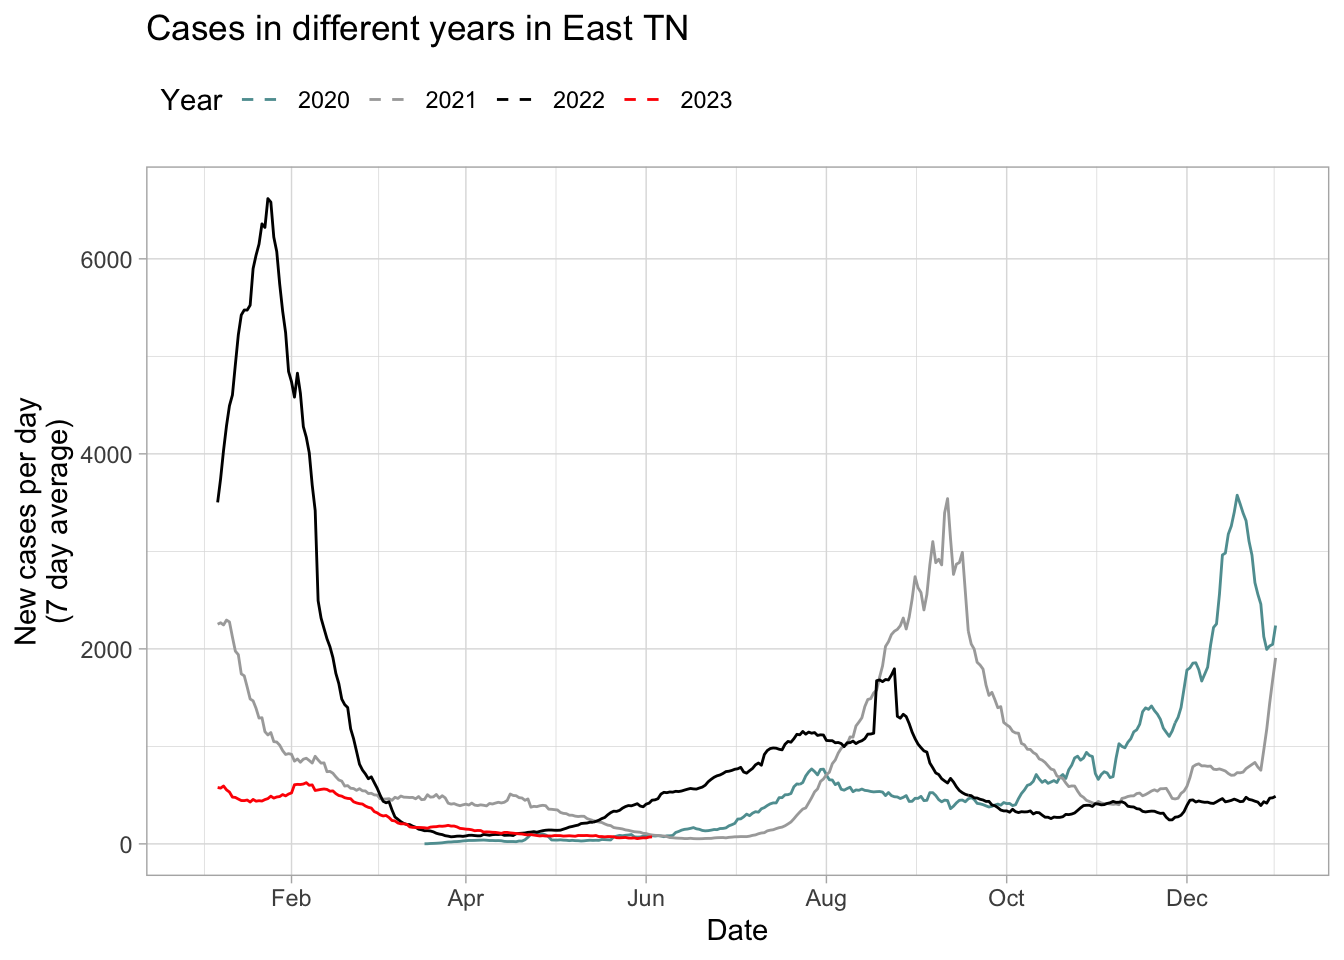 Cases in different years in East TN
Year 2020 2021 2022 2023
New cases per day
(7 day average)
6000
4000
2000
0
Feb Apr Jun Aug Oct Dec
Date